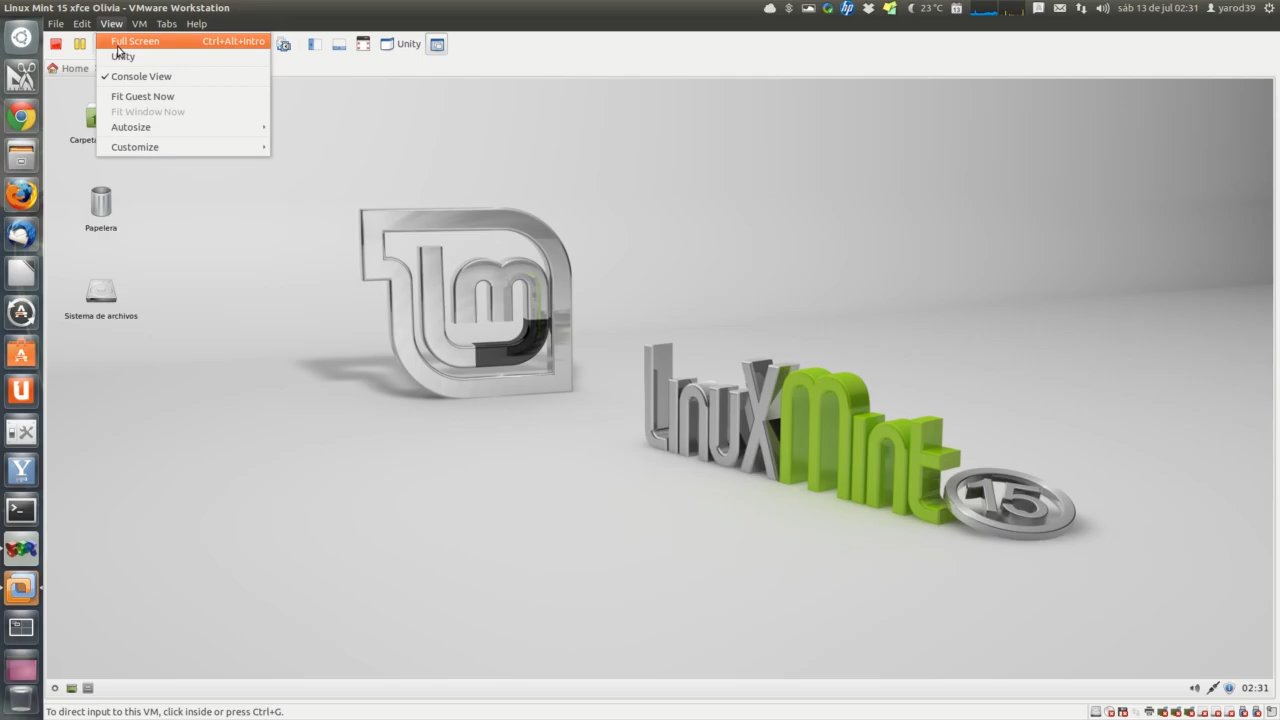 Linux Mint 15 xfce Olivia - VMware Workstation
23 °C
sáb 13 de jul 02:31
yarod39
File Edit View VM Tabs Help
Full Screen Ctrl+Alt+Intro
Unity
Console View
Fit Guest Now
Fit Window Now
Autosize
Customize
Unity
Home
Carpeta
Papelera
Sistema de archivos
lm
LinuxMint 15
02:31
To direct input to this VM, click inside or press Ctrl+G.